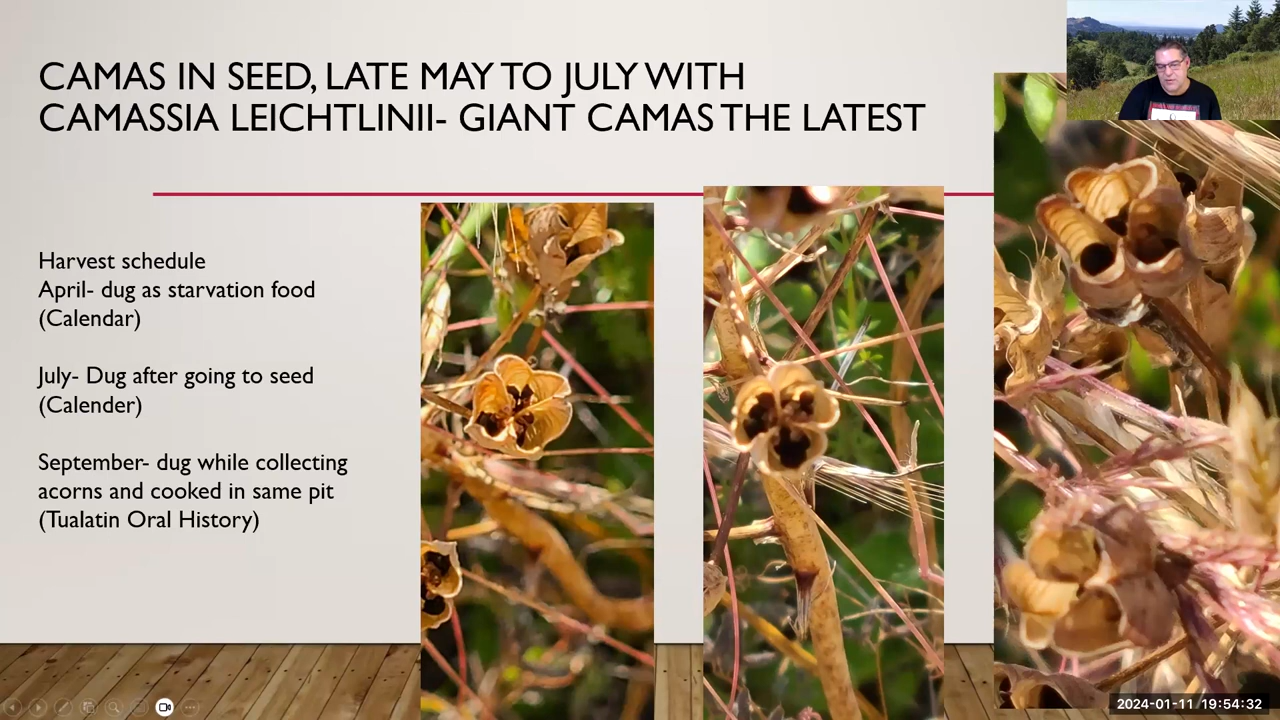 CAMAS IN SEED, LATE MAY TO JULY WITH
CAMASSIA LEICHTLINII- GIANT CAMAS THE LATEST
Harvest schedule
April- dug as starvation food
(Calendar)
July- Dug after going to seed
(Calender)
September- dug while collecting
acorns and cooked in same pit
(Tualatin Oral History)
2024-01-11 19:54:32